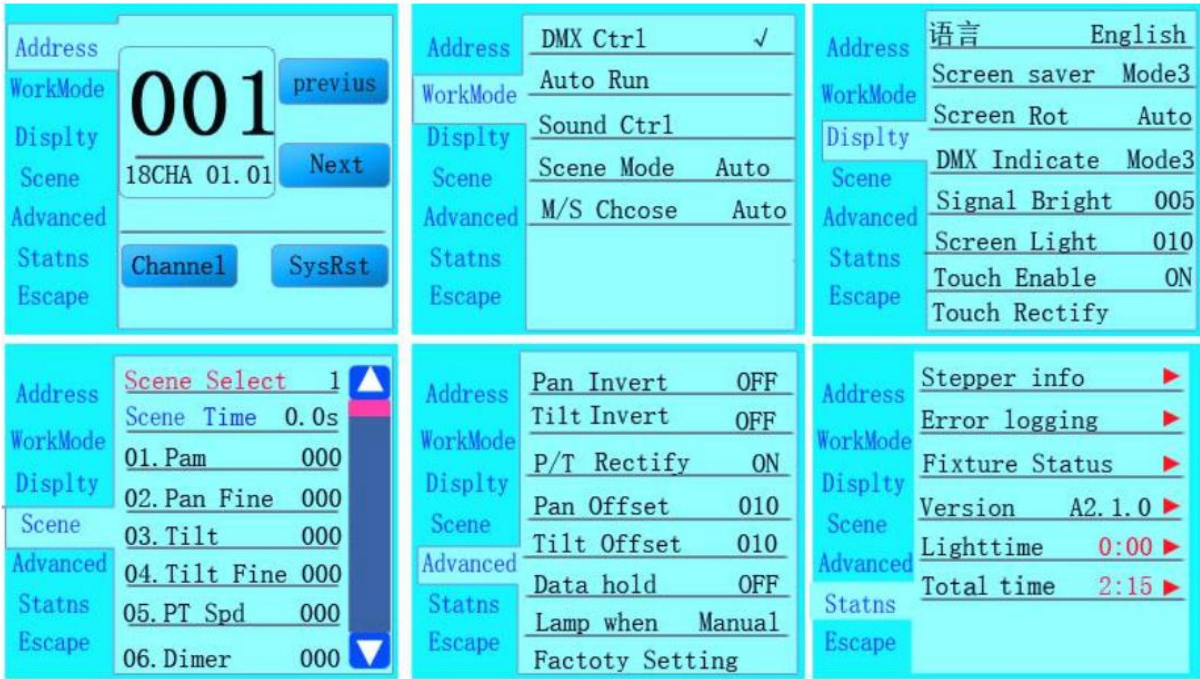 Address
WorkMode
Displty
Scene
Advanced
Statns
Escape
001
18CHA 01.01
previus
Next
Channel
SysRst
Address
WorkMode
Displty
Scene
Advanced
Statns
Escape
DMX Ctrl √
Auto Run
Sound Ctrl
Scene Mode Auto
M/S Chcose Auto
Address
WorkMode
Displty
Scene
Advanced
Statns
Escape
语言 English
Screen saver Mode3
Screen Rot Auto
DMX Indicate Mode3
Signal Bright 005
Screen Light 010
Touch Enable ON
Touch Rectify
Address
WorkMode
Displty
Scene
Advanced
Statns
Escape
Scene Select 1
Scene Time 0.0s
01.Pam 000
02.Pan Fine 000
03.Tilt 000
04.Tilt Fine 000
05.PT Spd 000
06.Dimer 000
Address
WorkMode
Displty
Scene
Advanced
Statns
Escape
Pan Invert OFF
Tilt Invert OFF
P/T Rectify ON
Pan Offset 010
Tilt Offset 010
Data hold OFF
Lamp when Manual
Factoty Setting
Address
WorkMode
Displty
Scene
Advanced
Statns
Escape
Stepper info
Error logging
Fixture Status
Version A2.1.0
Lighttime 0:00
Total time 2:15